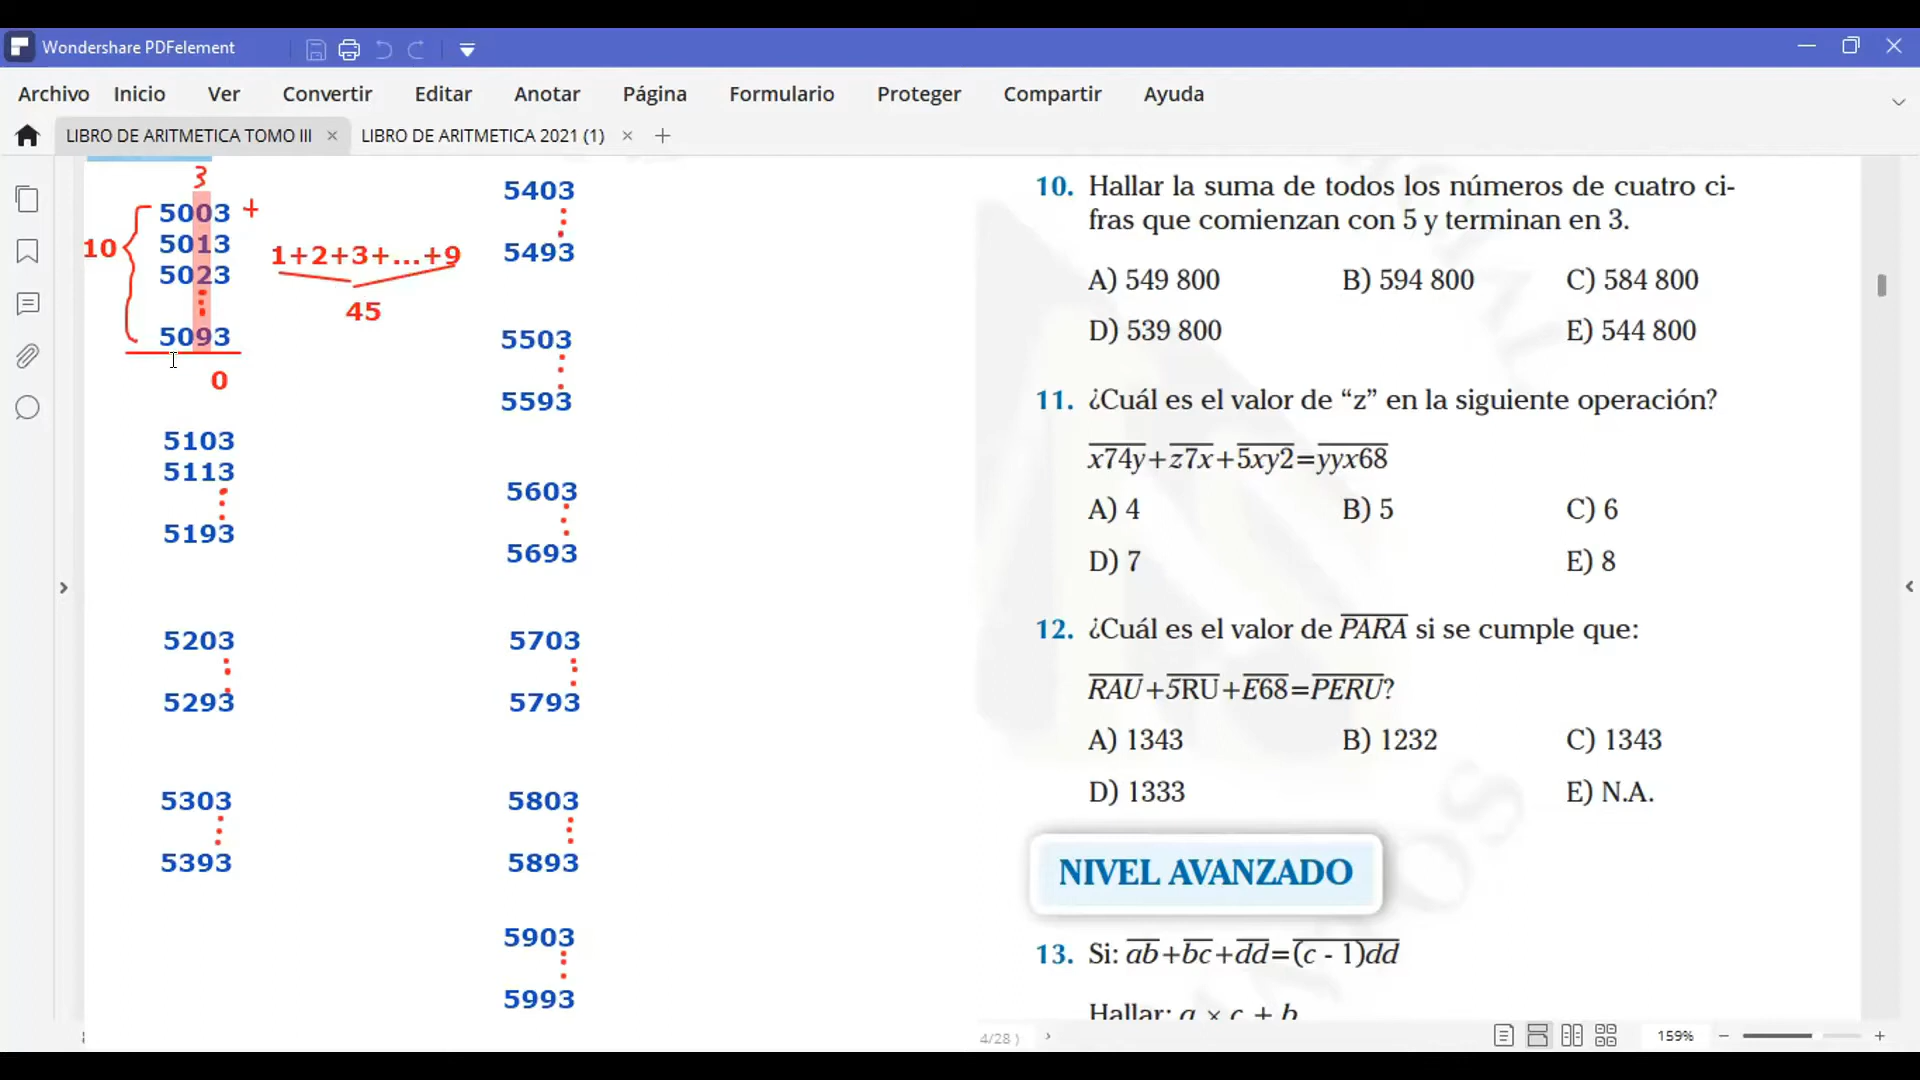 Wondershare PDFelement
Archivo Inicio Ver Convertir Editar Anotar Página Formulario Proteger Compartir Ayuda
LIBRO DE ARITMETICA TOMO III × LIBRO DE ARITMETICA 2021 (1) × +
3
5003 +
5013
10
5023
5093
0
1+2+3+...+9
45
5103
5113
5193
5203
5293
5303
5393
5403
5493
5503
5593
5603
5693
5703
5793
5803
5893
5903
5993
10. Hallar la suma de todos los números de cuatro ci-
fras que comienzan con 5 y terminan en 3.
A) 549 800 B) 594 800 C) 584 800
D) 539 800 E) 544 800
11. ¿Cuál es el valor de “z” en la siguiente operación?
x74y+z7x+5xy2=yyx68
A) 4 B) 5 C) 6
D) 7 E) 8
12. ¿Cuál es el valor de PARA si se cumple que:
RAU+5RU+E68=PERU?
A) 1343 B) 1232 C) 1343
D) 1333 E) N.A.
NIVEL AVANZADO
13. Si: ab+bc+dd=(c - 1)dd
Hallar: a × c + b
4/28 )
159%